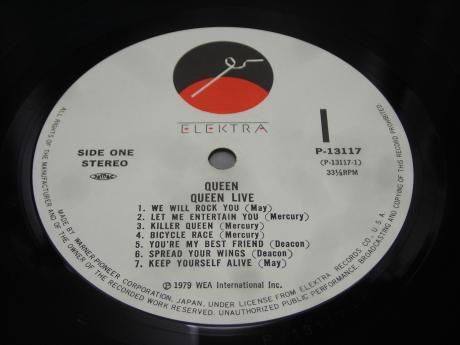 ELEKTRA
SIDE ONE
STEREO
P-13117
(P-13117-1)
33⅓RPM
QUEEN
QUEEN LIVE
1. WE WILL ROCK YOU (May)
2. LET ME ENTERTAIN YOU (Mercury)
3. KILLER QUEEN (Mercury)
4. BICYCLE RACE (Mercury)
5. YOU'RE MY BEST FRIEND (Deacon)
6. SPREAD YOUR WINGS (Deacon)
7. KEEP YOURSELF ALIVE (May)
Ⓟ1979 WEA International Inc.
MADE BY WARNER-PIONEER CORPORATION, JAPAN, UNDER LICENSE FROM ELEKTRA RECORDS CO., U.S.A.
ALL RIGHTS OF THE MANUFACTURER AND OF THE OWNER OF THE RECORDED WORK RESERVED. UNAUTHORIZED PUBLIC PERFORMANCE, BROADCASTING AND COPYING OF THIS RECORD PROHIBITED.